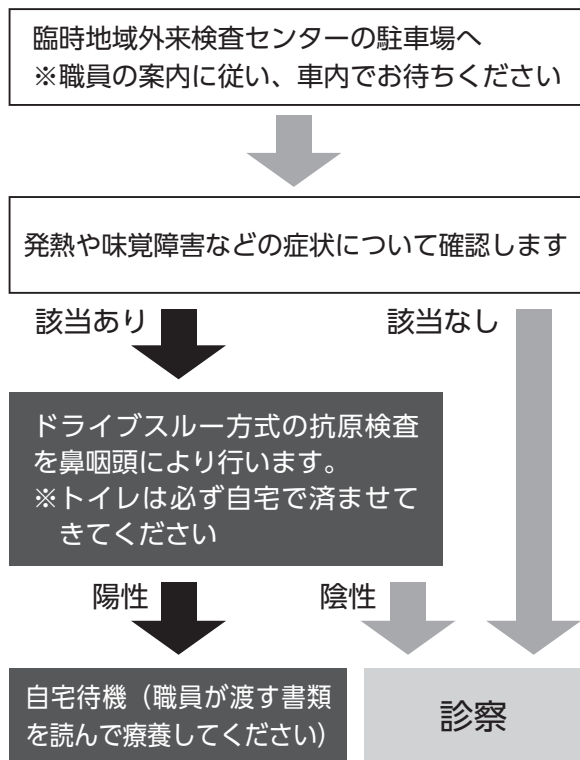 臨時地域外来検査センターの駐車場へ
※職員の案内に従い、車内でお待ちください
発熱や味覚障害などの症状について確認します
該当あり
該当なし
ドライブスルー方式の抗原検査
を鼻咽頭により行います。
※トイレは必ず自宅で済ませて
きてください
陽性
陰性
自宅待機（職員が渡す書類
を読んで療養してください）
診察